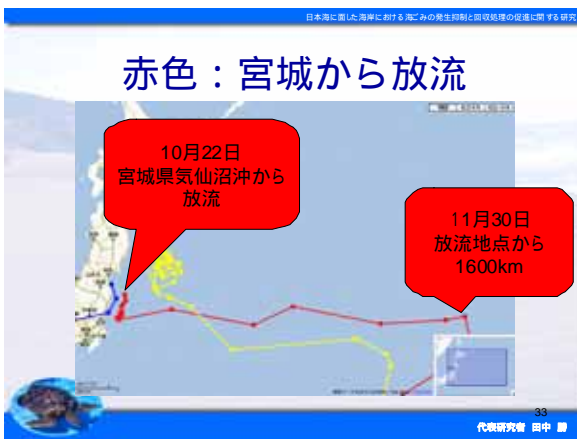 日本海に面した海岸における海ごみの発生抑制と回収処理の促進に関する研究
赤色：宮城から放流
10月22日
宮城県気仙沼沖から
放流
11月30日
放流地点から
1600km
33
代表研究者 田中 勝